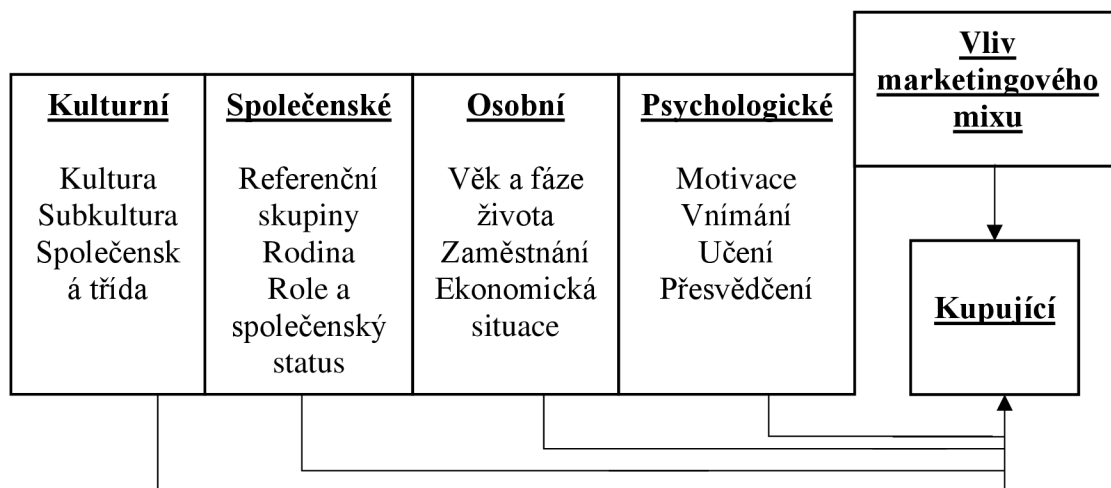 Kulturní
Kultura
Subkultura
Společensk
á třída
Společenské
Referenční
skupiny
Rodina
Role a
společenský
status
Osobní
Věk a fáze
života
Zaměstnání
Ekonomická
situace
Psychologické
Motivace
Vnímání
Učení
Přesvědčení
Vliv
marketingového
mixu
Kupující